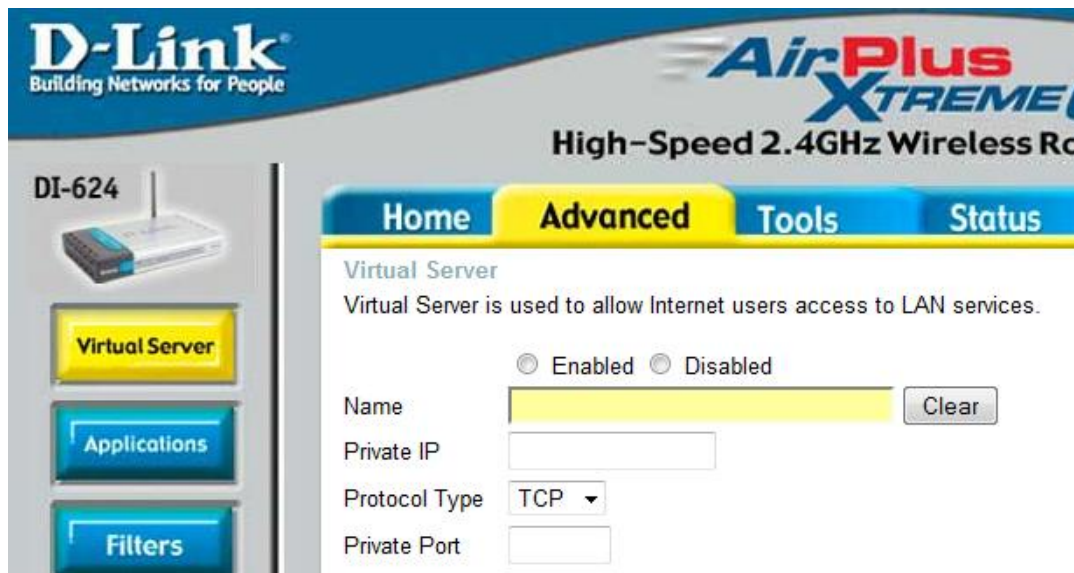 D-Link
Building Networks for People
AirPlus
XTREME
High-Speed 2.4GHz Wireless
DI-624
Home Advanced Tools Status
Virtual Server
Virtual Server is used to allow Internet users access to LAN services.
Virtual Server
Enabled Disabled
Name Clear
Applications
Private IP
Protocol Type TCP
Filters
Private Port